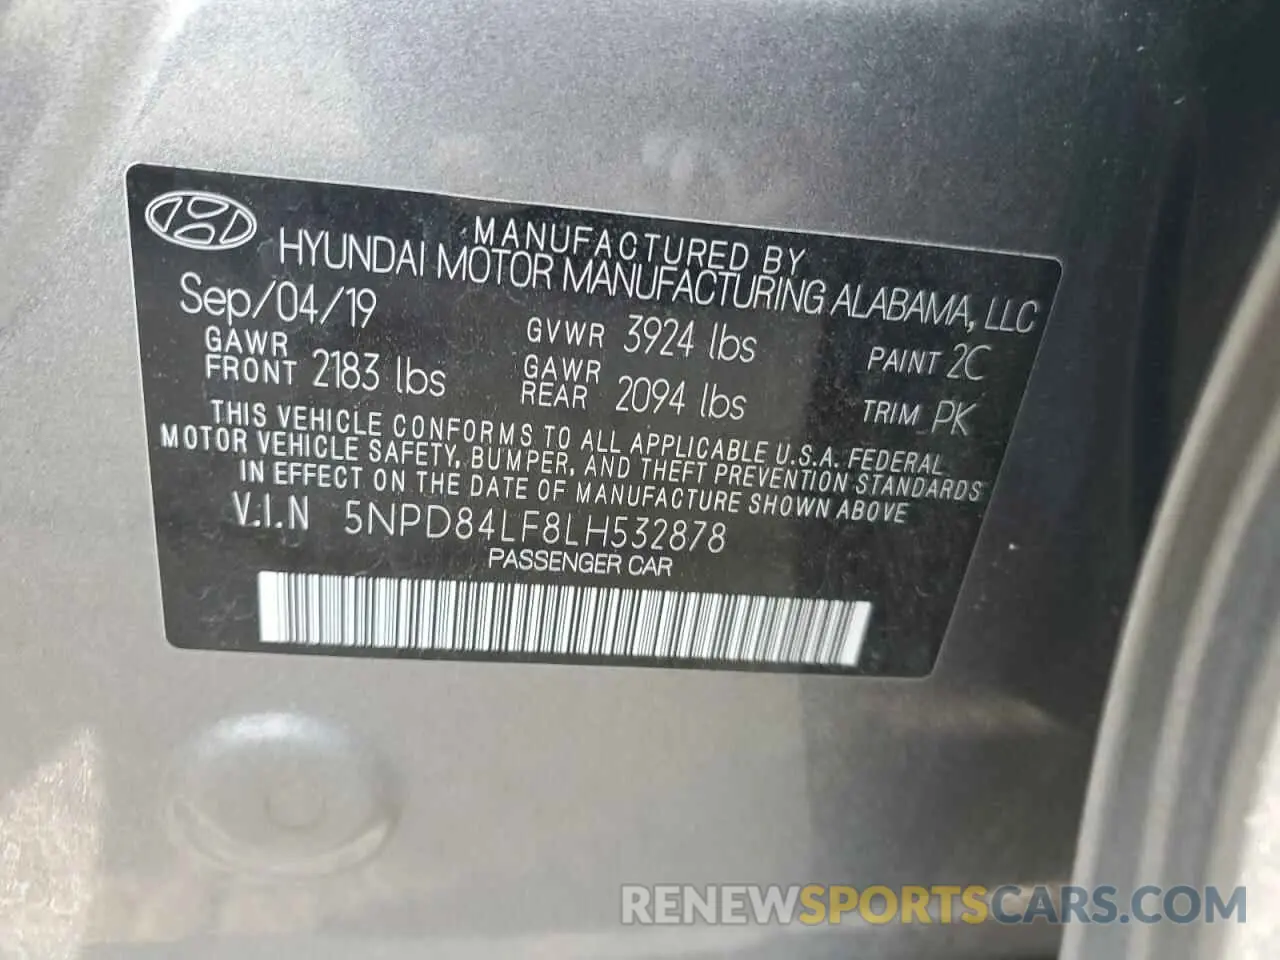 MANUFACTURED BY
HYUNDAI MOTOR MANUFACTURING ALABAMA, LLC
Sep/04/19
GVWR 3924 lbs
PAINT 2C
GAWR FRONT 2183 lbs
GAWR REAR 2094 lbs
TRIM PK
THIS VEHICLE CONFORMS TO ALL APPLICABLE U.S.A. FEDERAL
MOTOR VEHICLE SAFETY, BUMPER, AND THEFT PREVENTION STANDARDS
IN EFFECT ON THE DATE OF MANUFACTURE SHOWN ABOVE
V.I.N 5NPD84LF8LH532878
PASSENGER CAR
RENEWSPORTSCARS.COM